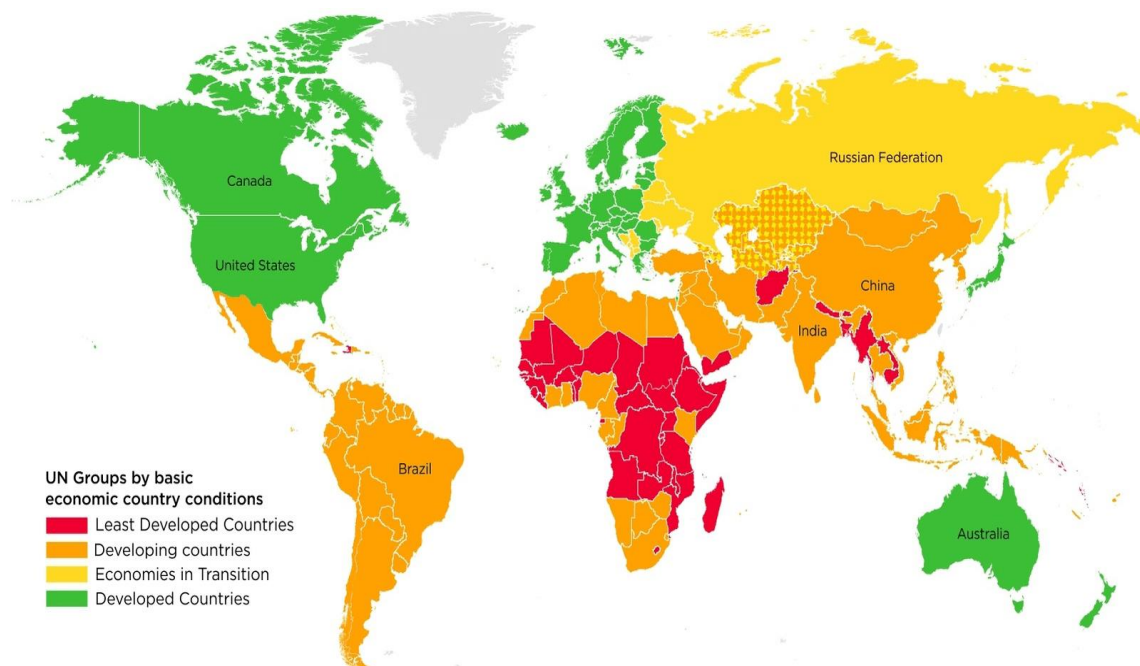 Russian Federation
Canada
United States
China
India
Brazil
Australia
UN Groups by basic
economic country conditions
Least Developed Countries
Developing countries
Economies in Transition
Developed Countries